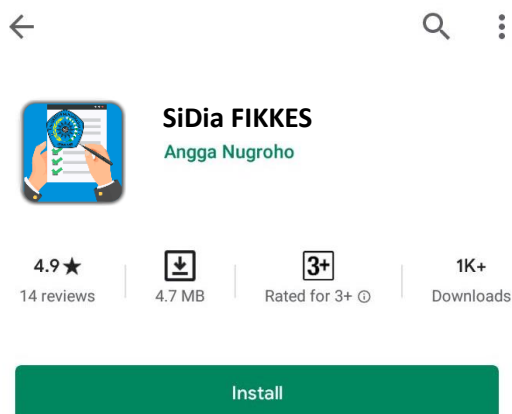 SiDia FIKKES
Angga Nugroho
4.9★
14 reviews
4.7 MB
3+
Rated for 3+
1K+
Downloads
Install